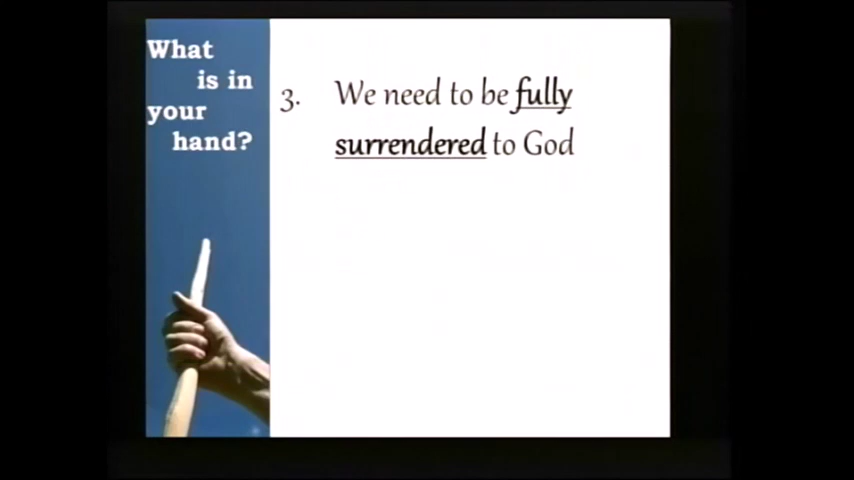 What
is in
your
hand?
3. We need to be fully
surrendered to God